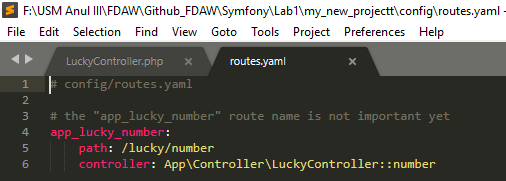 F:\USM Anul III\FDAW\Github_FDAW\Symfony\Lab1\my_new_projectt\config\routes.yaml -
File Edit Selection Find View Goto Tools Project Preferences Help
LuckyController.php × routes.yaml ×
1 # config/routes.yaml
2
3 # the "app_lucky_number" route name is not important yet
4 app_lucky_number:
5 path: /lucky/number
6 controller: App\Controller\LuckyController::number